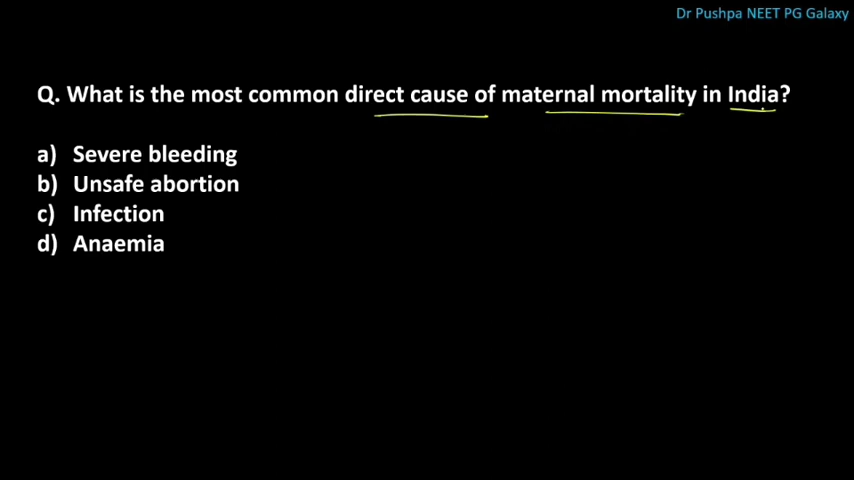 Dr Pushpa NEET PG Galaxy
Q. What is the most common direct cause of maternal mortality in India?
a) Severe bleeding
b) Unsafe abortion
c) Infection
d) Anaemia